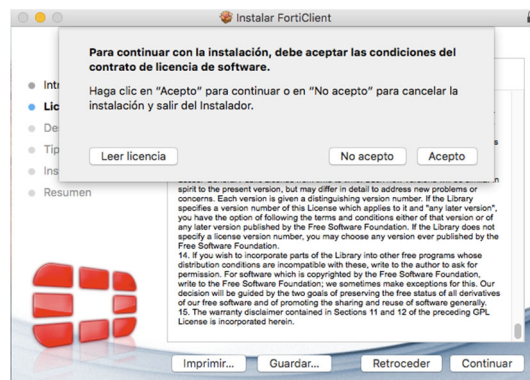 Instalar FortiClient
Para continuar con la instalación, debe aceptar las condiciones del
contrato de licencia de software.
Haga clic en “Acepto” para continuar o en “No acepto” para cancelar la
instalación y salir del Instalador.
Leer licencia
No acepto
Acepto
Int
Lic
De
Tip
Ins
Resumen
spirit to the present version, but may differ in detail to address new problems or
concerns. Each version is given a distinguishing version number. If the Library
specifies a version number of this License which applies to it and "any later version",
you have the option of following the terms and conditions either of that version or of
any later version published by the Free Software Foundation. If the Library does not
specify a license version number, you may choose any version ever published by the
Free Software Foundation.
14. If you wish to incorporate parts of the Library into other free programs whose
distribution conditions are incompatible with these, write to the author to ask for
permission. For software which is copyrighted by the Free Software Foundation,
write to the Free Software Foundation; we sometimes make exceptions for this. Our
decision will be guided by the two goals of preserving the free status of all derivatives
of our free software and of promoting the sharing and reuse of software generally.
15. The warranty disclaimer contained in Sections 11 and 12 of the preceding GPL
License is incorporated herein.
Imprimir...
Guardar...
Retroceder
Continuar